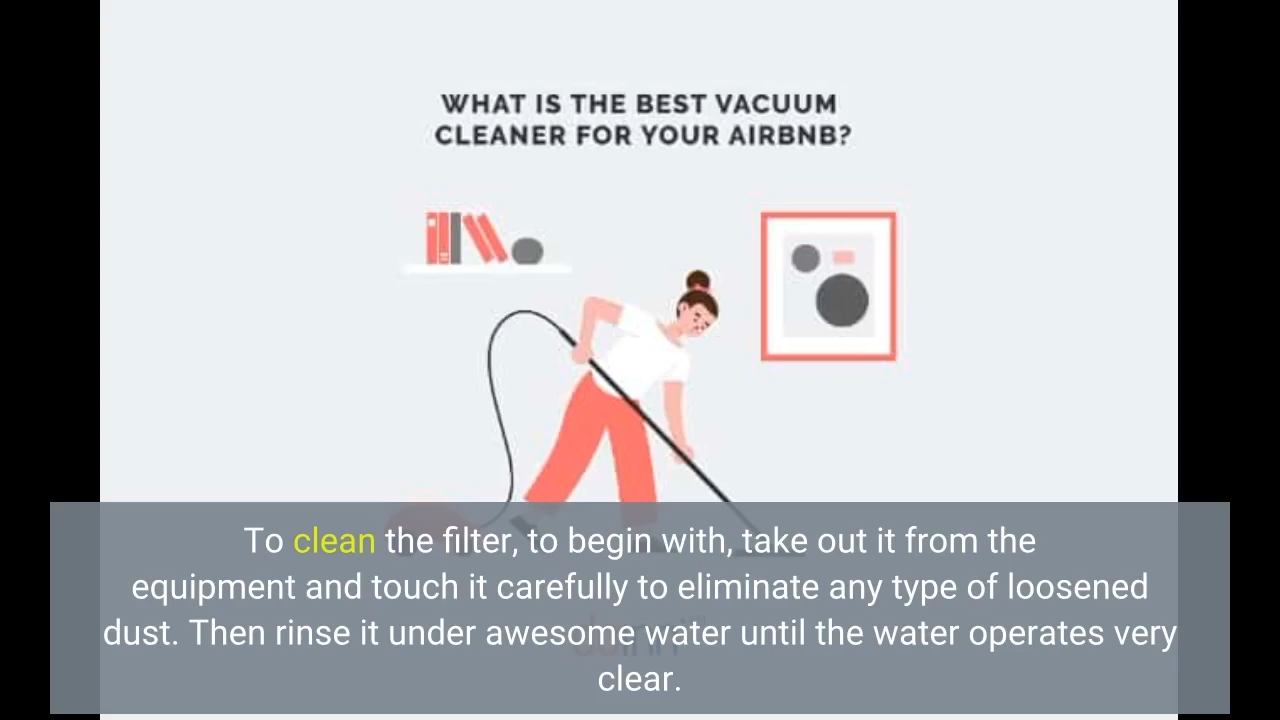 WHAT IS THE BEST VACUUM
CLEANER FOR YOUR AIRBNB?
To clean the filter, to begin with, take out it from the
equipment and touch it carefully to eliminate any type of loosened
dust. Then rinse it under awesome water until the water operates very
clear.